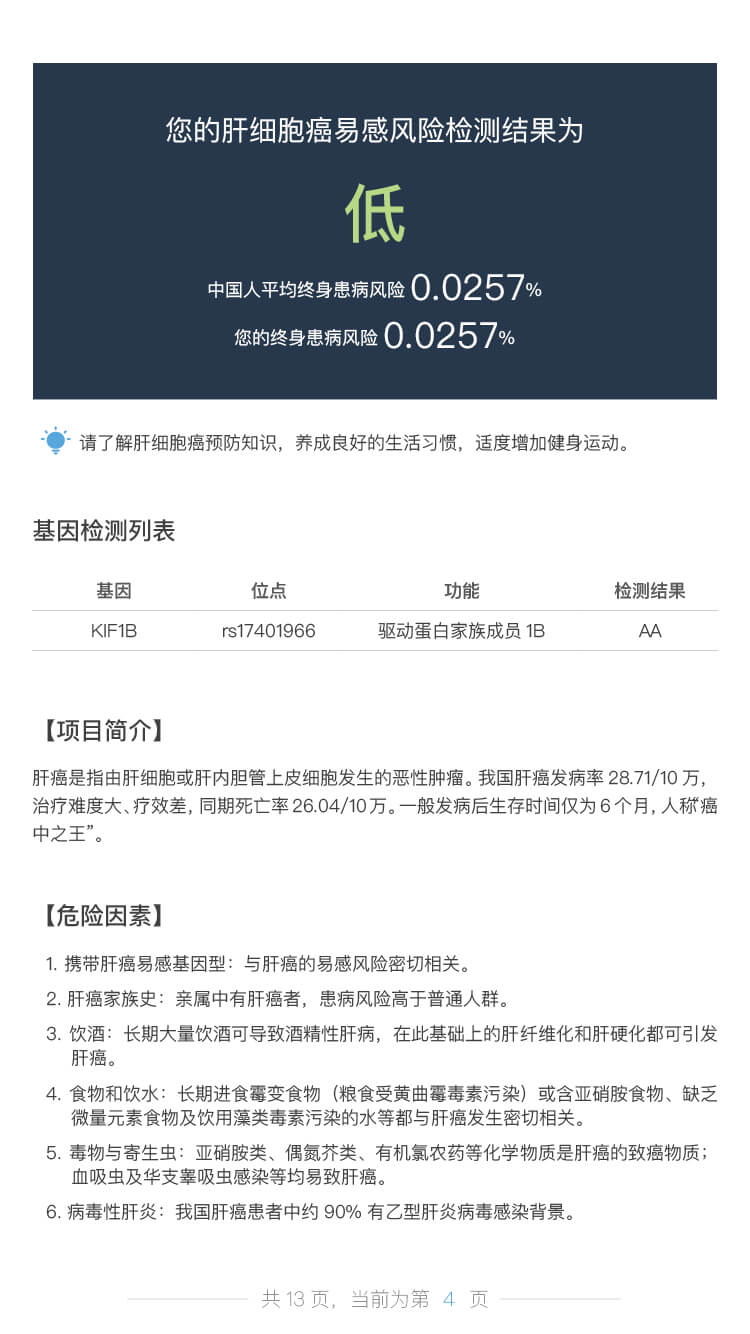 您的肝细胞癌易感风险检测结果为
低
中国人平均终身患病风险 0.0257%
您的终身患病风险 0.0257%
请了解肝细胞癌预防知识，养成良好的生活习惯，适度增加健身运动。
基因检测列表
基因 位点 功能 检测结果
KIF1B rs17401966 驱动蛋白家族成员 1B AA
【项目简介】
肝癌是指由肝细胞或肝内胆管上皮细胞发生的恶性肿瘤。我国肝癌发病率 28.71/10 万，
治疗难度大、疗效差，同期死亡率 26.04/10 万。一般发病后生存时间仅为 6 个月，人称“癌
中之王”。
【危险因素】
1. 携带肝癌易感基因型：与肝癌的易感风险密切相关。
2. 肝癌家族史：亲属中有肝癌者，患病风险高于普通人群。
3. 饮酒：长期大量饮酒可导致酒精性肝病，在此基础上的肝纤维化和肝硬化都可引发
肝癌。
4. 食物和饮水：长期进食霉变食物（粮食受黄曲霉毒素污染）或含亚硝胺食物、缺乏
微量元素食物及饮用藻类毒素污染的水等都与肝癌发生密切相关。
5. 毒物与寄生虫：亚硝胺类、偶氮芥类、有机氯农药等化学物质是肝癌的致癌物质；
血吸虫及华支睾吸虫感染等均易致肝癌。
6. 病毒性肝炎：我国肝癌患者中约 90% 有乙型肝炎病毒感染背景。
共 13 页，当前为第 4 页